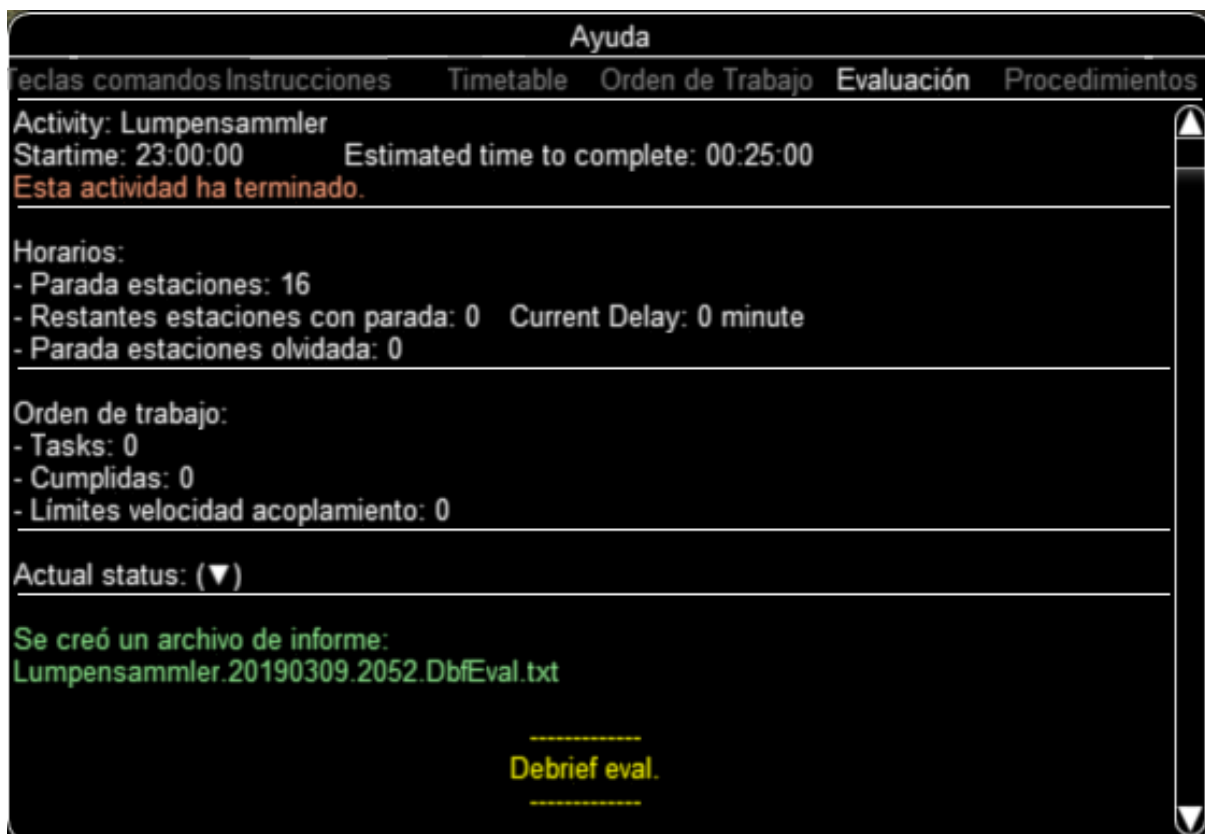 Ayuda
Teclas comandos Instrucciones Timetable Orden de Trabajo Evaluación Procedimientos
Activity: Lumpensammler
Startime: 23:00:00 Estimated time to complete: 00:25:00
Esta actividad ha terminado.
Horarios:
- Parada estaciones: 16
- Restantes estaciones con parada: 0 Current Delay: 0 minute
- Parada estaciones olvidada: 0
Orden de trabajo:
- Tasks: 0
- Cumplidas: 0
- Límites velocidad acoplamiento: 0
Actual status: (▼)
Se creó un archivo de informe:
Lumpensammler.20190309.2052.DbfEval.txt
-------------
Debrief eval.
-------------